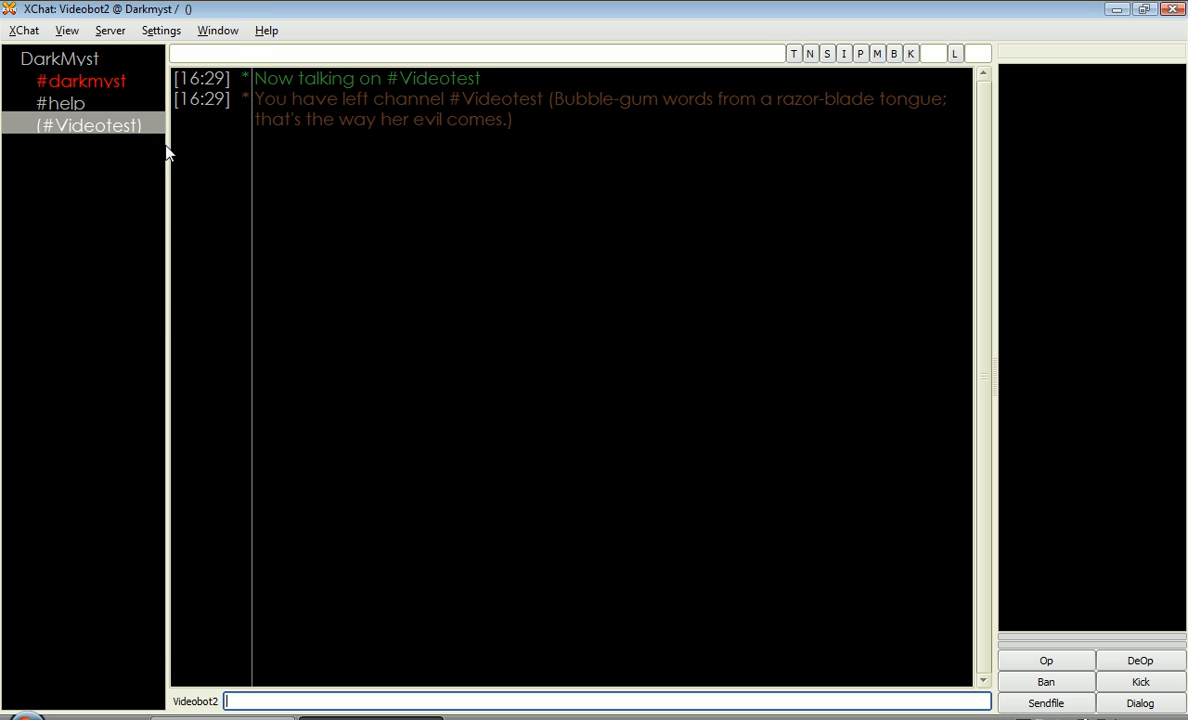 XChat: Videobot2 @ Darkmyst / ()
XChat View Server Settings Window Help
DarkMyst
#darkmyst
#help
(#Videotest)
T N S I P M B K L
[16:29] * Now talking on #Videotest
[16:29] * You have left channel #Videotest (Bubble-gum words from a razor-blade tongue;
that's the way her evil comes.)
Op DeOp
Ban Kick
Sendfile Dialog
Videobot2